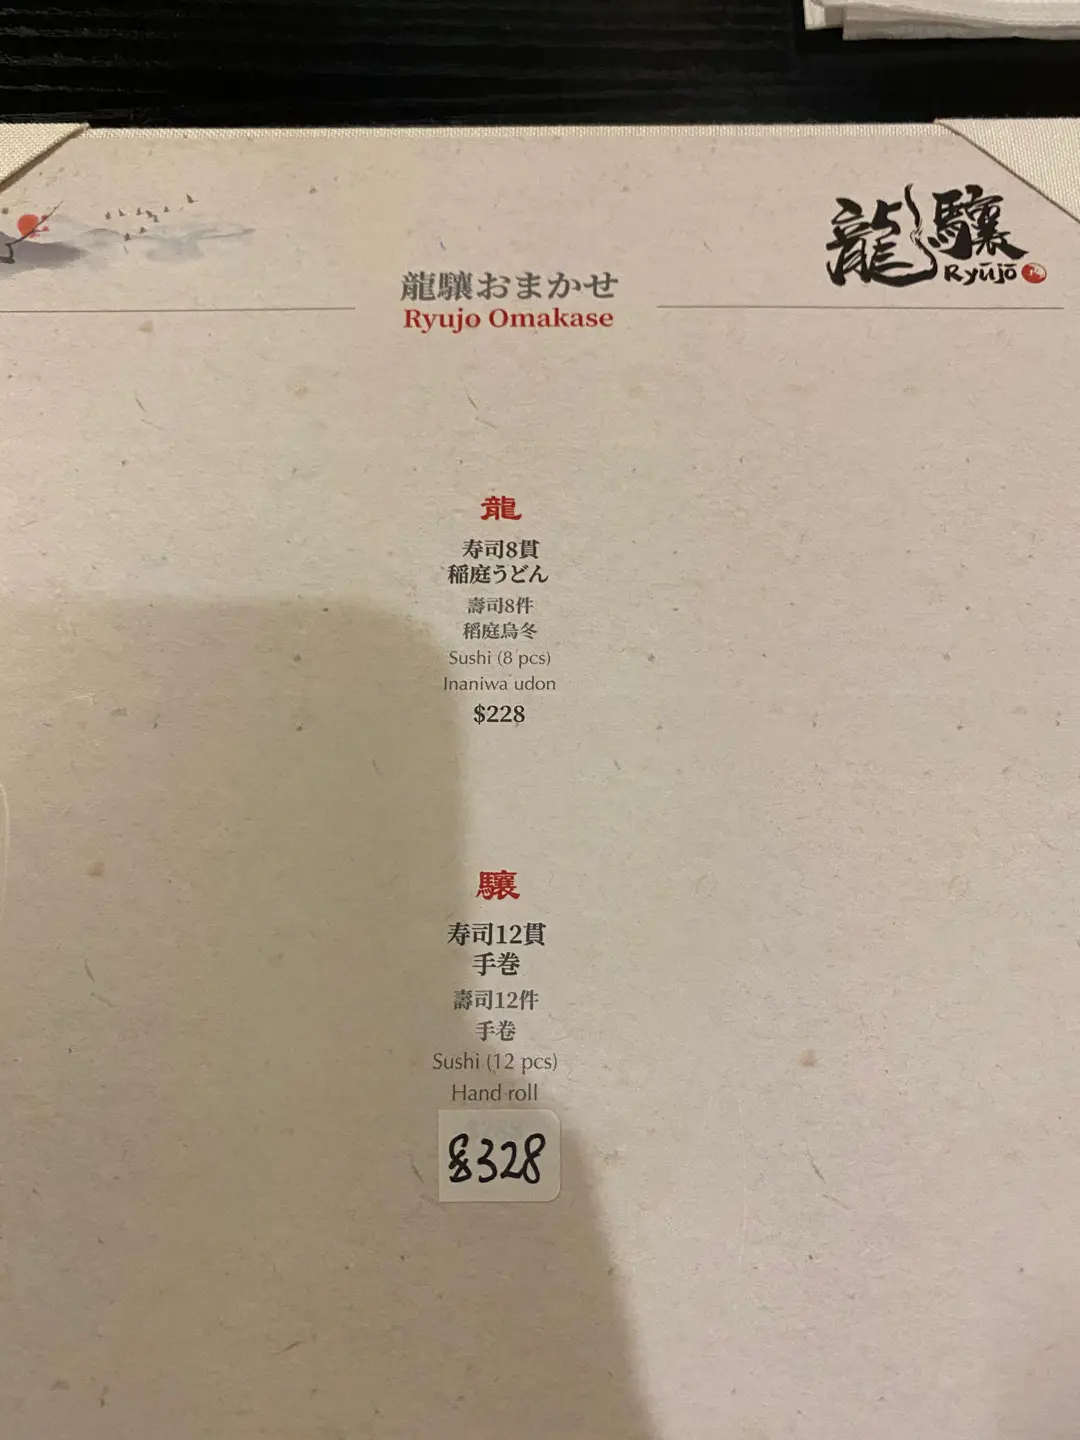 龍驤
Ryūjō
龍驤おまかせ
Ryujo Omakase
龍
寿司8貫
稲庭うどん
壽司8件
稻庭烏冬
Sushi (8 pcs)
Inaniwa udon
$228
驤
寿司12貫
手巻
壽司12件
手卷
Sushi (12 pcs)
Hand roll
$328